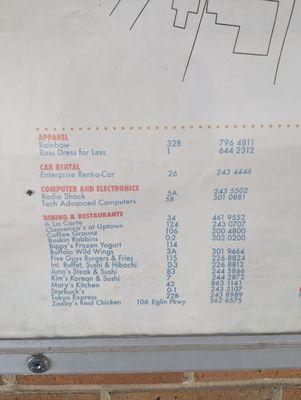 APPAREL
Rainbow 32B 796 4811
Ross Dress for Less 1 644 2312
CAR RENTAL
Enterprise Rent-a-Car 26 243 4446
COMPUTER AND ELECTRONICS
Radio Shack 5A 243 5502
Tech Advanced Computers 5B 301 0881
DINING & RESTAURANTS
A La Carte 34 461 9552
Clemenza's at Uptown 124 243 0707
Coffee Grounz 106 200 4800
Baskin Robbins 0-2 302 0200
Bappy's Frozen Yogurt 114
Buffalo Wild Wings 3A 301 9464
Five Guys Burgers & Fries 115 226 8824
Int. Buffet, Sushi & Hibachi 0-3 226 8812
Juno's Steak & Sushi 83 244 5866
Kim's Korean & Sushi 7 244 2872
Mary's Kitchen 42 863 1141
Starbuck's 0-1 243 2107
Tokyo Express 22B 243 8989
Zaxby's Real Chicken 106 Eglin Pkwy 362 6575